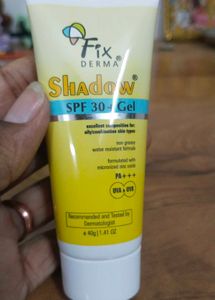 Fix
DERMA
SHADOW®
SPF 30+ Gel
excellent composition for
oily/combination skin types
non greasy
water resistant formula
formulated with
micronized zinc oxide
PA+++
UVA & UVB
Recommended and Tested by
Dermatologist
e 40g | 1.41 OZ